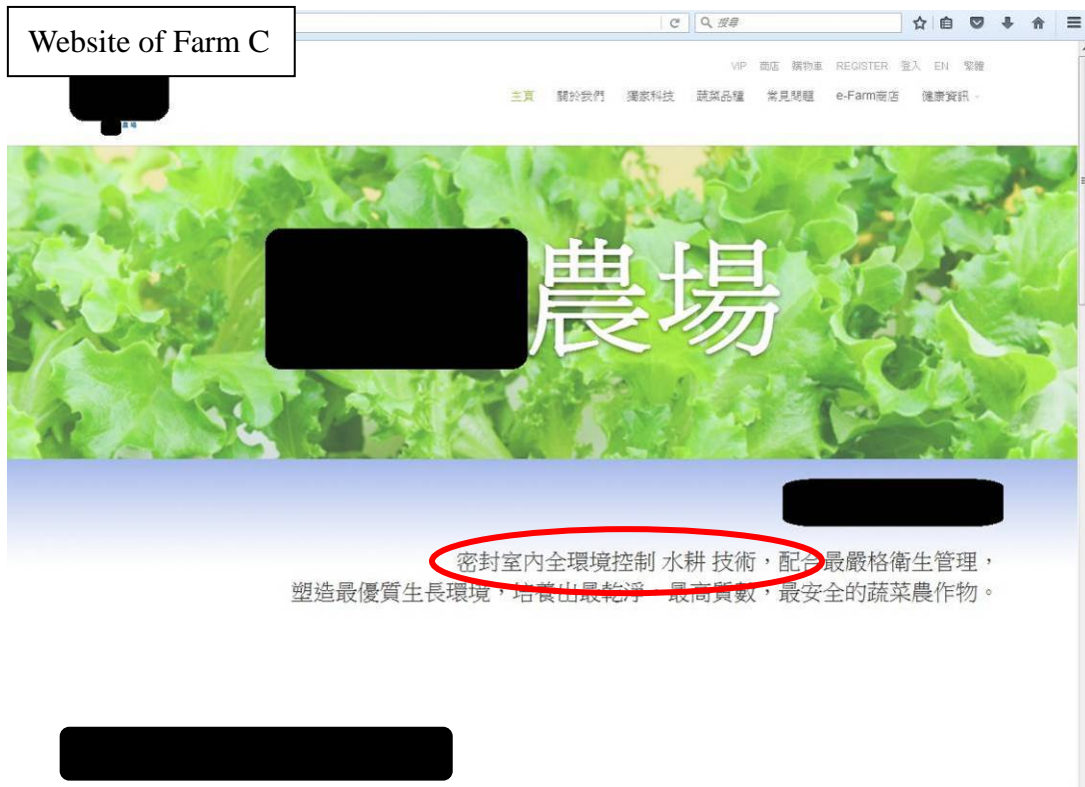 Website of Farm C
搜尋
VIP 商店 購物車 REGISTER 登入 EN 繁體
主頁 關於我們 獨家科技 蔬菜品種 常見問題 e-Farm商店 健康資訊
農場
農場
密封室內全環境控制 水耕 技術，配合最嚴格衛生管理，
塑造最優質生長環境，培養出最乾淨、最高質數，最安全的蔬菜農作物。